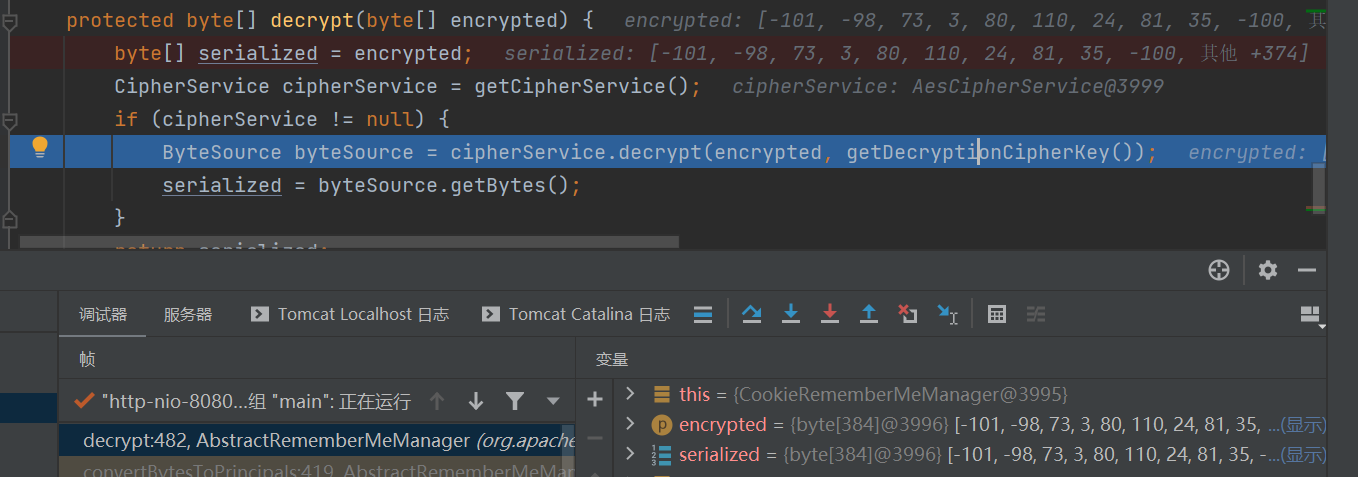 protected byte[] decrypt(byte[] encrypted) { encrypted: [-101, -98, 73, 3, 80, 110, 24, 81, 35, -100, 其
byte[] serialized = encrypted; serialized: [-101, -98, 73, 3, 80, 110, 24, 81, 35, -100, 其他 +374]
CipherService cipherService = getCipherService(); cipherService: AesCipherService@3999
if (cipherService != null) {
ByteSource byteSource = cipherService.decrypt(encrypted, getDecryptionCipherKey()); encrypted: [
serialized = byteSource.getBytes();
}
return serialized;
调试器 服务器 Tomcat Localhost 日志 Tomcat Catalina 日志
帧 变量
"http-nio-8080...组 "main": 正在运行
this = {CookieRememberMeManager@3995}
decrypt:482, AbstractRememberMeManager (org.apache
encrypted = {byte[384]@3996} [-101, -98, 73, 3, 80, 110, 24, 81, 35, ...(显示)
convertBytesToPrincipals:419, AbstractRememberMeMan
serialized = {byte[384]@3996} [-101, -98, 73, 3, 80, 110, 24, 81, 35, -...(显示)